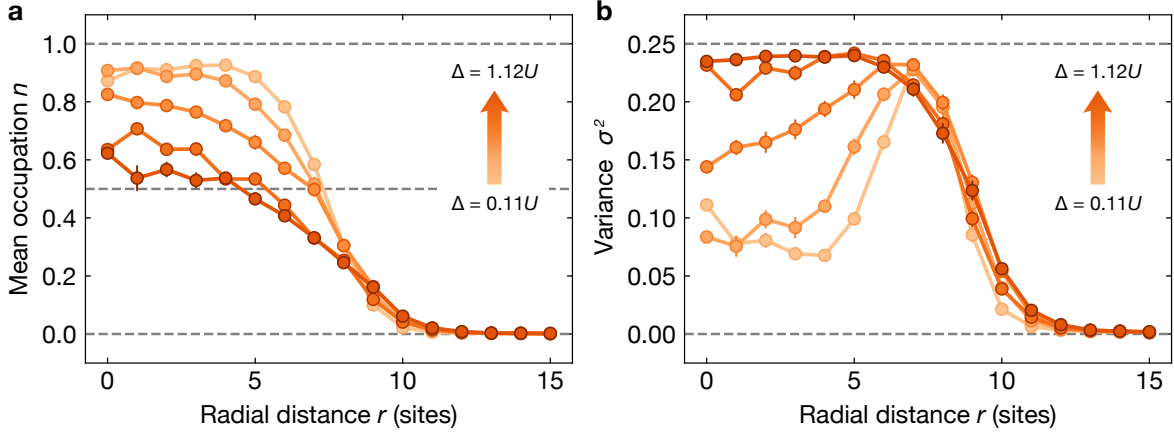 a
Mean occupation n
1.0
0.8
0.6
0.4
0.2
0.0
Δ = 1.12U
Δ = 0.11U
0 5 10 15
Radial distance r (sites)
b
Variance σ²
0.25
0.20
0.15
0.10
0.05
0.00
Δ = 1.12U
Δ = 0.11U
0 5 10 15
Radial distance r (sites)